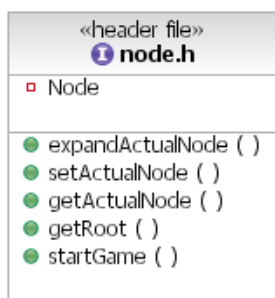 «header file»
I node.h
Node
expandActualNode ( )
setActualNode ( )
getActualNode ( )
getRoot ( )
startGame ( )